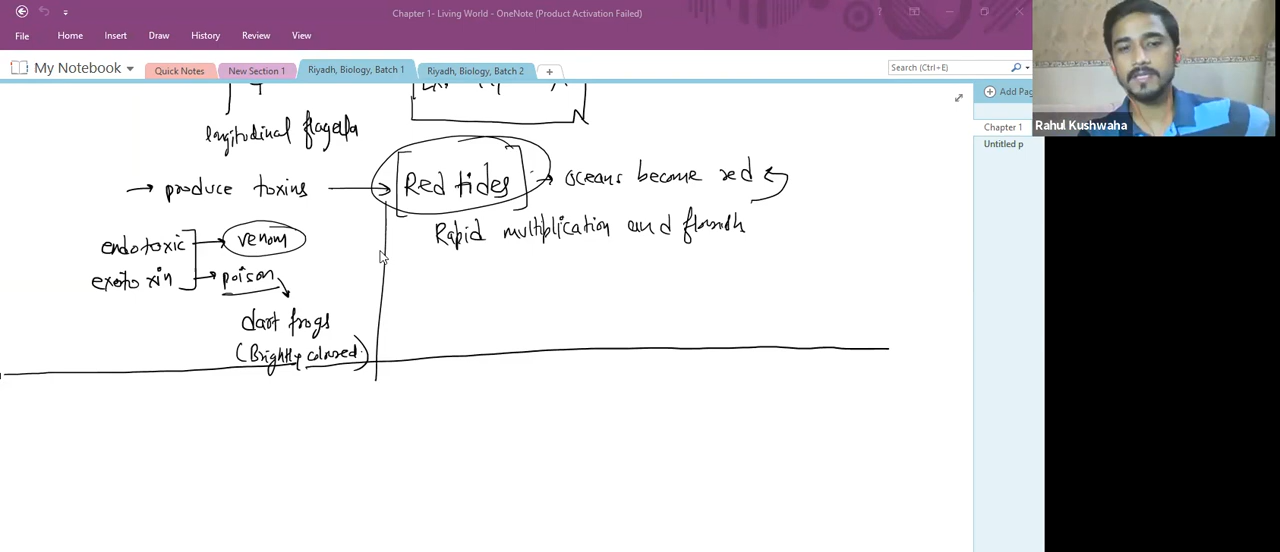 Chapter 1- Living World - OneNote (Product Activation Failed)
?
File Home Insert Draw History Review View
My Notebook
Quick Notes
New Section 1
Riyadh, Biology, Batch 1
Riyadh, Biology, Batch 2
Search (Ctrl+E)
Add Pag
Chapter 1
Untitled p
Rahul Kushwaha
longitudinal flagella
→ produce toxins → [Red tides] → oceans become red
Rapid multiplication and flourish
endotoxic → venom
exotoxin → poison
dart frogs
(Brightly coloured)